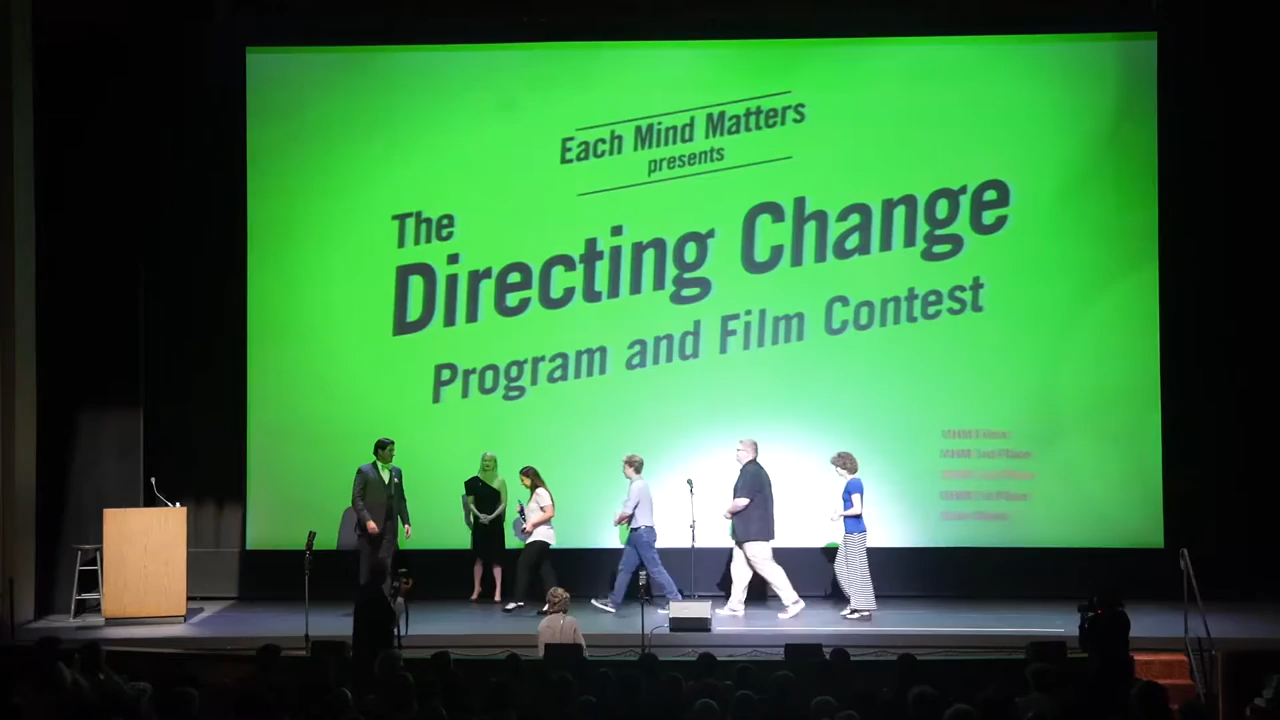 Each Mind Matters
presents
The
Directing Change
Program and Film Contest